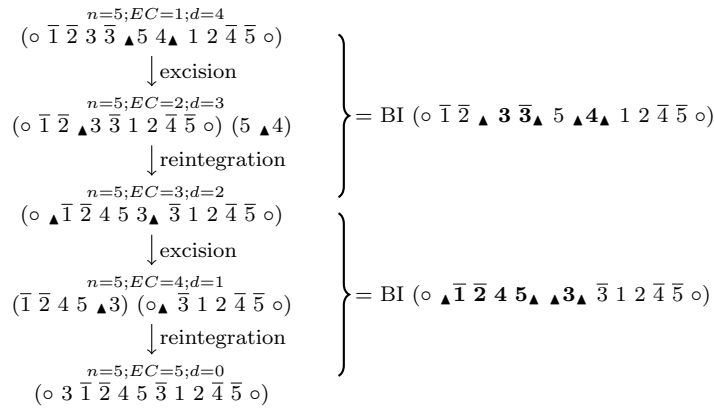 n=5;EC=1;d=4
(∘ 1̅ 2̅ 3 3̅ ▲5 4▲ 1 2 4̅ 5̅ ∘)
excision
n=5;EC=2;d=3
(∘ 1̅ 2̅ ▲3 3̅ 1 2 4̅ 5̅ ∘) (5 ▲4)
= BI (∘ 1̅ 2̅ ▲ 3 3̅▲ 5 ▲4▲ 1 2 4̅ 5̅ ∘)
reintegration
n=5;EC=3;d=2
(∘ ▲1̅ 2̅ 4 5 3▲ 3̅ 1 2 4̅ 5̅ ∘)
excision
n=5;EC=4;d=1
(1̅ 2̅ 4 5 ▲3) (∘▲ 3̅ 1 2 4̅ 5̅ ∘)
= BI (∘ ▲1̅ 2̅ 4 5▲ ▲3▲ 3̅ 1 2 4̅ 5̅ ∘)
reintegration
n=5;EC=5;d=0
(∘ 3 1̅ 2̅ 4 5 3̅ 1 2 4̅ 5̅ ∘)